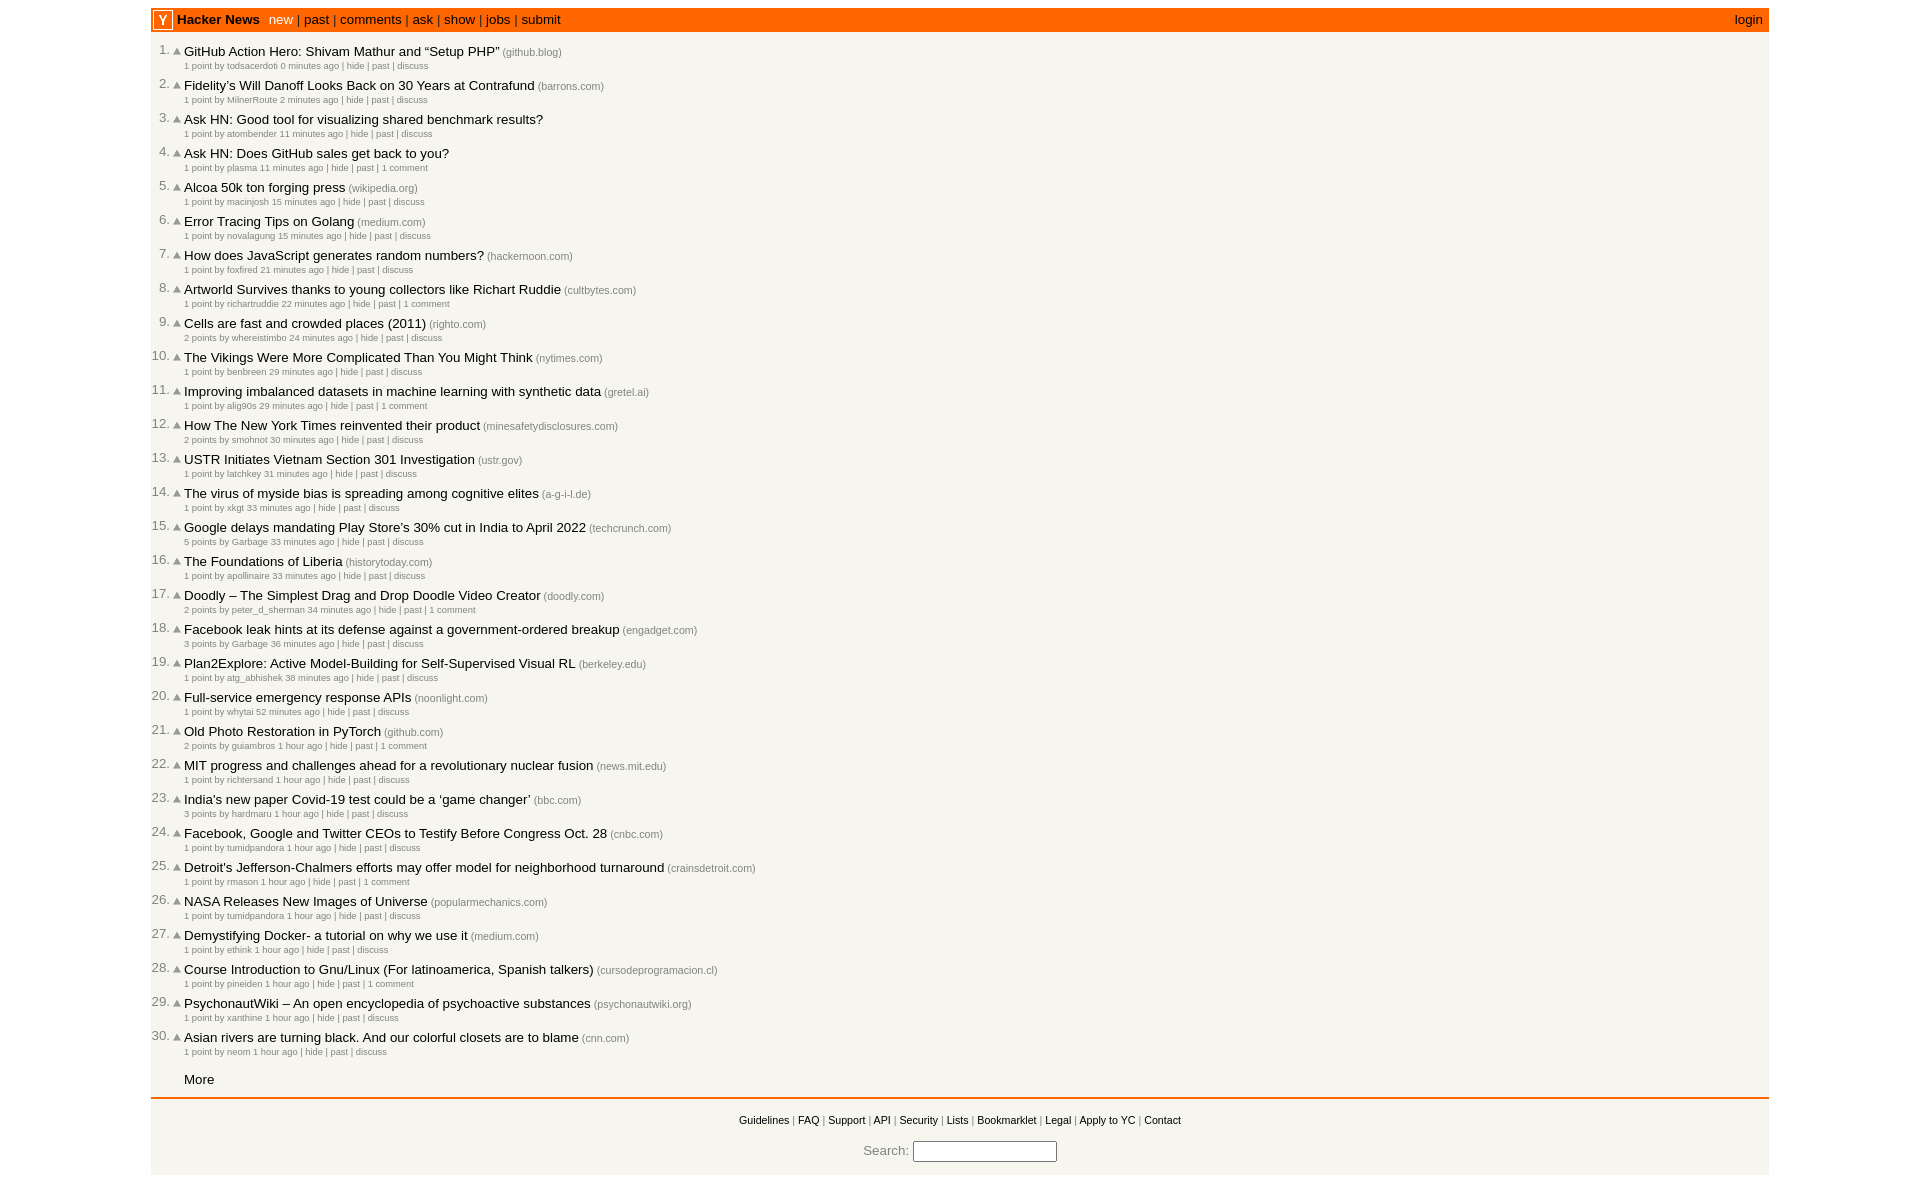 Y Hacker News new | past | comments | ask | show | jobs | submit login
1. GitHub Action Hero: Shivam Mathur and “Setup PHP” (github.blog)
1 point by todsacerdoti 0 minutes ago | hide | past | discuss
2. Fidelity’s Will Danoff Looks Back on 30 Years at Contrafund (barrons.com)
1 point by MilnerRoute 2 minutes ago | hide | past | discuss
3. Ask HN: Good tool for visualizing shared benchmark results?
1 point by atombender 11 minutes ago | hide | past | discuss
4. Ask HN: Does GitHub sales get back to you?
1 point by plasma 11 minutes ago | hide | past | 1 comment
5. Alcoa 50k ton forging press (wikipedia.org)
1 point by macinjosh 15 minutes ago | hide | past | discuss
6. Error Tracing Tips on Golang (medium.com)
1 point by novalagung 15 minutes ago | hide | past | discuss
7. How does JavaScript generates random numbers? (hackernoon.com)
1 point by foxfired 21 minutes ago | hide | past | discuss
8. Artworld Survives thanks to young collectors like Richart Ruddie (cultbytes.com)
1 point by richartruddie 22 minutes ago | hide | past | 1 comment
9. Cells are fast and crowded places (2011) (righto.com)
2 points by whereistimbo 24 minutes ago | hide | past | discuss
10. The Vikings Were More Complicated Than You Might Think (nytimes.com)
1 point by benbreen 29 minutes ago | hide | past | discuss
11. Improving imbalanced datasets in machine learning with synthetic data (gretel.ai)
1 point by alig90s 29 minutes ago | hide | past | 1 comment
12. How The New York Times reinvented their product (minesafetydisclosures.com)
2 points by smohnot 30 minutes ago | hide | past | discuss
13. USTR Initiates Vietnam Section 301 Investigation (ustr.gov)
1 point by latchkey 31 minutes ago | hide | past | discuss
14. The virus of myside bias is spreading among cognitive elites (a-g-i-l.de)
1 point by xkgt 33 minutes ago | hide | past | discuss
15. Google delays mandating Play Store’s 30% cut in India to April 2022 (techcrunch.com)
5 points by Garbage 33 minutes ago | hide | past | discuss
16. The Foundations of Liberia (historytoday.com)
1 point by apollinaire 33 minutes ago | hide | past | discuss
17. Doodly – The Simplest Drag and Drop Doodle Video Creator (doodly.com)
2 points by peter_d_sherman 34 minutes ago | hide | past | 1 comment
18. Facebook leak hints at its defense against a government-ordered breakup (engadget.com)
3 points by Garbage 36 minutes ago | hide | past | discuss
19. Plan2Explore: Active Model-Building for Self-Supervised Visual RL (berkeley.edu)
1 point by atg_abhishek 38 minutes ago | hide | past | discuss
20. Full-service emergency response APIs (noonlight.com)
1 point by whytai 52 minutes ago | hide | past | discuss
21. Old Photo Restoration in PyTorch (github.com)
2 points by guiambros 1 hour ago | hide | past | 1 comment
22. MIT progress and challenges ahead for a revolutionary nuclear fusion (news.mit.edu)
1 point by richtersand 1 hour ago | hide | past | discuss
23. India's new paper Covid-19 test could be a ‘game changer’ (bbc.com)
3 points by hardmaru 1 hour ago | hide | past | discuss
24. Facebook, Google and Twitter CEOs to Testify Before Congress Oct. 28 (cnbc.com)
1 point by tumidpandora 1 hour ago | hide | past | discuss
25. Detroit's Jefferson-Chalmers efforts may offer model for neighborhood turnaround (crainsdetroit.com)
1 point by rmason 1 hour ago | hide | past | 1 comment
26. NASA Releases New Images of Universe (popularmechanics.com)
1 point by tumidpandora 1 hour ago | hide | past | discuss
27. Demystifying Docker- a tutorial on why we use it (medium.com)
1 point by ethink 1 hour ago | hide | past | discuss
28. Course Introduction to Gnu/Linux (For latinoamerica, Spanish talkers) (cursodeprogramacion.cl)
1 point by pineiden 1 hour ago | hide | past | 1 comment
29. PsychonautWiki – An open encyclopedia of psychoactive substances (psychonautwiki.org)
1 point by xanthine 1 hour ago | hide | past | discuss
30. Asian rivers are turning black. And our colorful closets are to blame (cnn.com)
1 point by neom 1 hour ago | hide | past | discuss
More
Guidelines | FAQ | Support | API | Security | Lists | Bookmarklet | Legal | Apply to YC | Contact
Search: